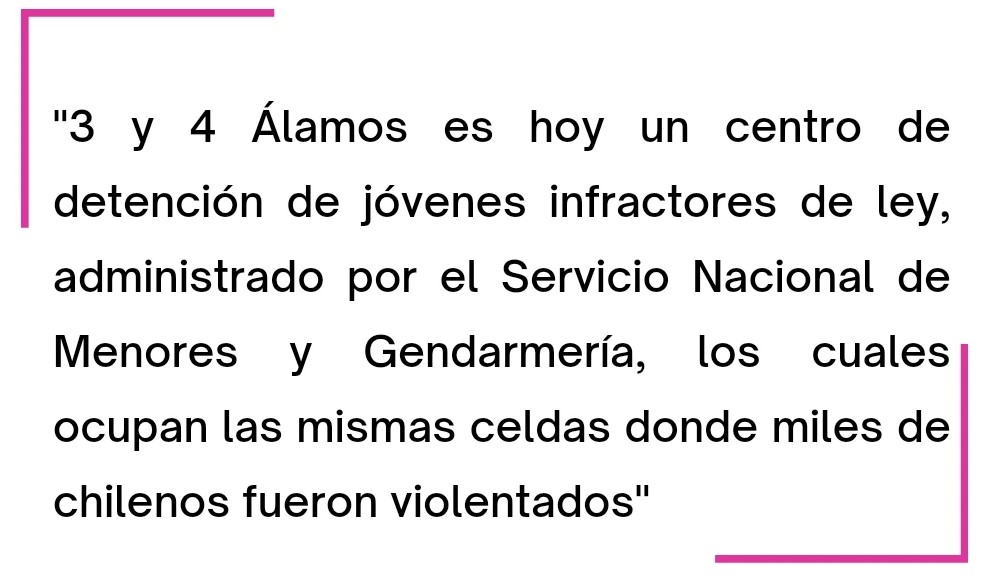 "3 y 4 Álamos es hoy un centro de
detención de jóvenes infractores de ley,
administrado por el Servicio Nacional de
Menores y Gendarmería, los cuales
ocupan las mismas celdas donde miles de
chilenos fueron violentados"